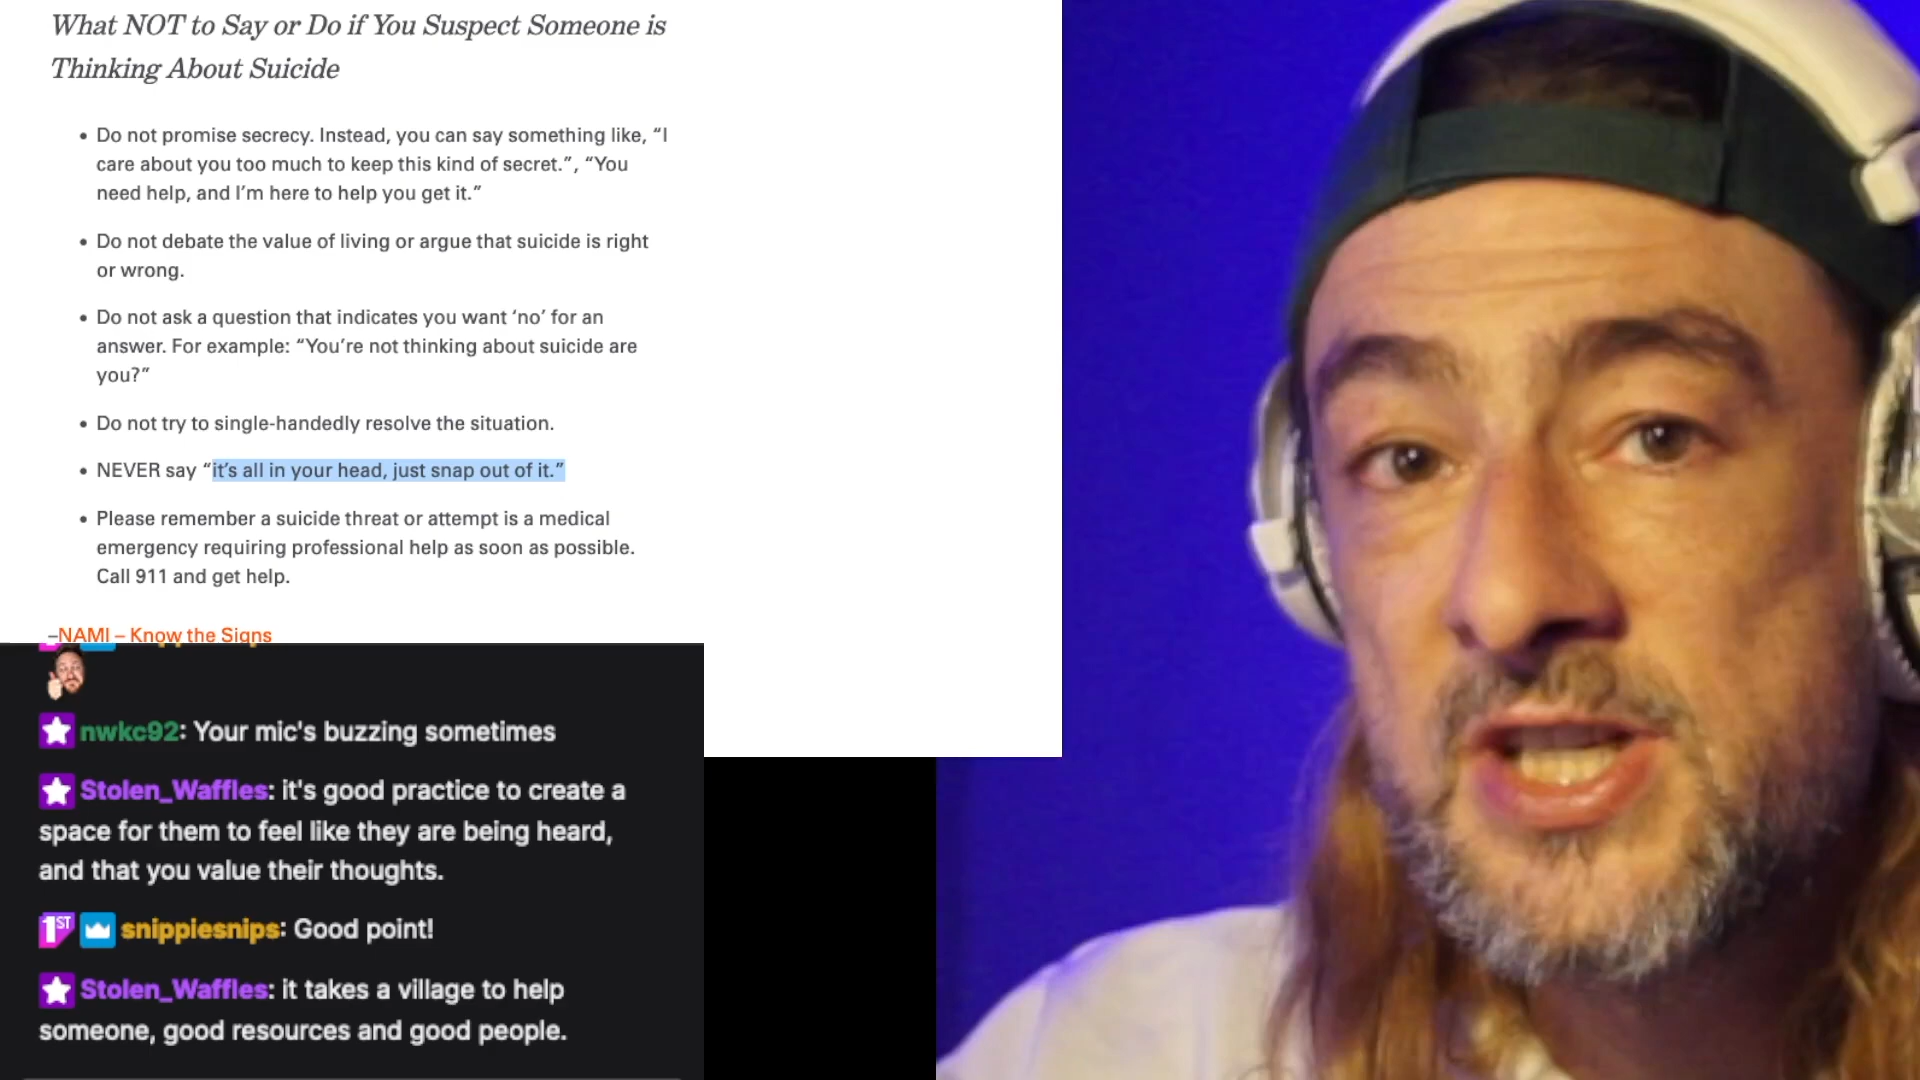 What NOT to Say or Do if You Suspect Someone is
Thinking About Suicide
• Do not promise secrecy. Instead, you can say something like, “I
care about you too much to keep this kind of secret.”, “You
need help, and I’m here to help you get it.”
• Do not debate the value of living or argue that suicide is right
or wrong.
• Do not ask a question that indicates you want ‘no’ for an
answer. For example: “You’re not thinking about suicide are
you?”
• Do not try to single-handedly resolve the situation.
• NEVER say “it’s all in your head, just snap out of it.”
• Please remember a suicide threat or attempt is a medical
emergency requiring professional help as soon as possible.
Call 911 and get help.
–NAMI – Know the Signs
nwkc92: Your mic's buzzing sometimes
Stolen_Waffles: it's good practice to create a
space for them to feel like they are being heard,
and that you value their thoughts.
1ST snippiesnips: Good point!
Stolen_Waffles: it takes a village to help
someone, good resources and good people.